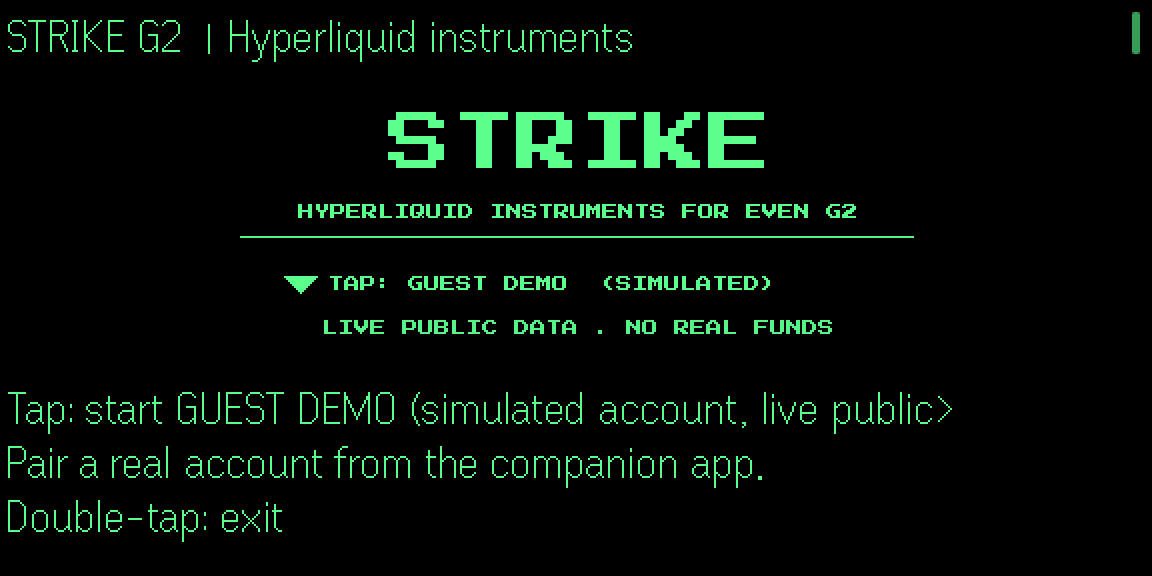 STRIKE G2 | Hyperliquid instruments
STRIKE
HYPERLIQUID INSTRUMENTS FOR EVEN G2
TAP: GUEST DEMO (SIMULATED)
LIVE PUBLIC DATA . NO REAL FUNDS
Tap: start GUEST DEMO (simulated account, live public>
Pair a real account from the companion app.
Double-tap: exit